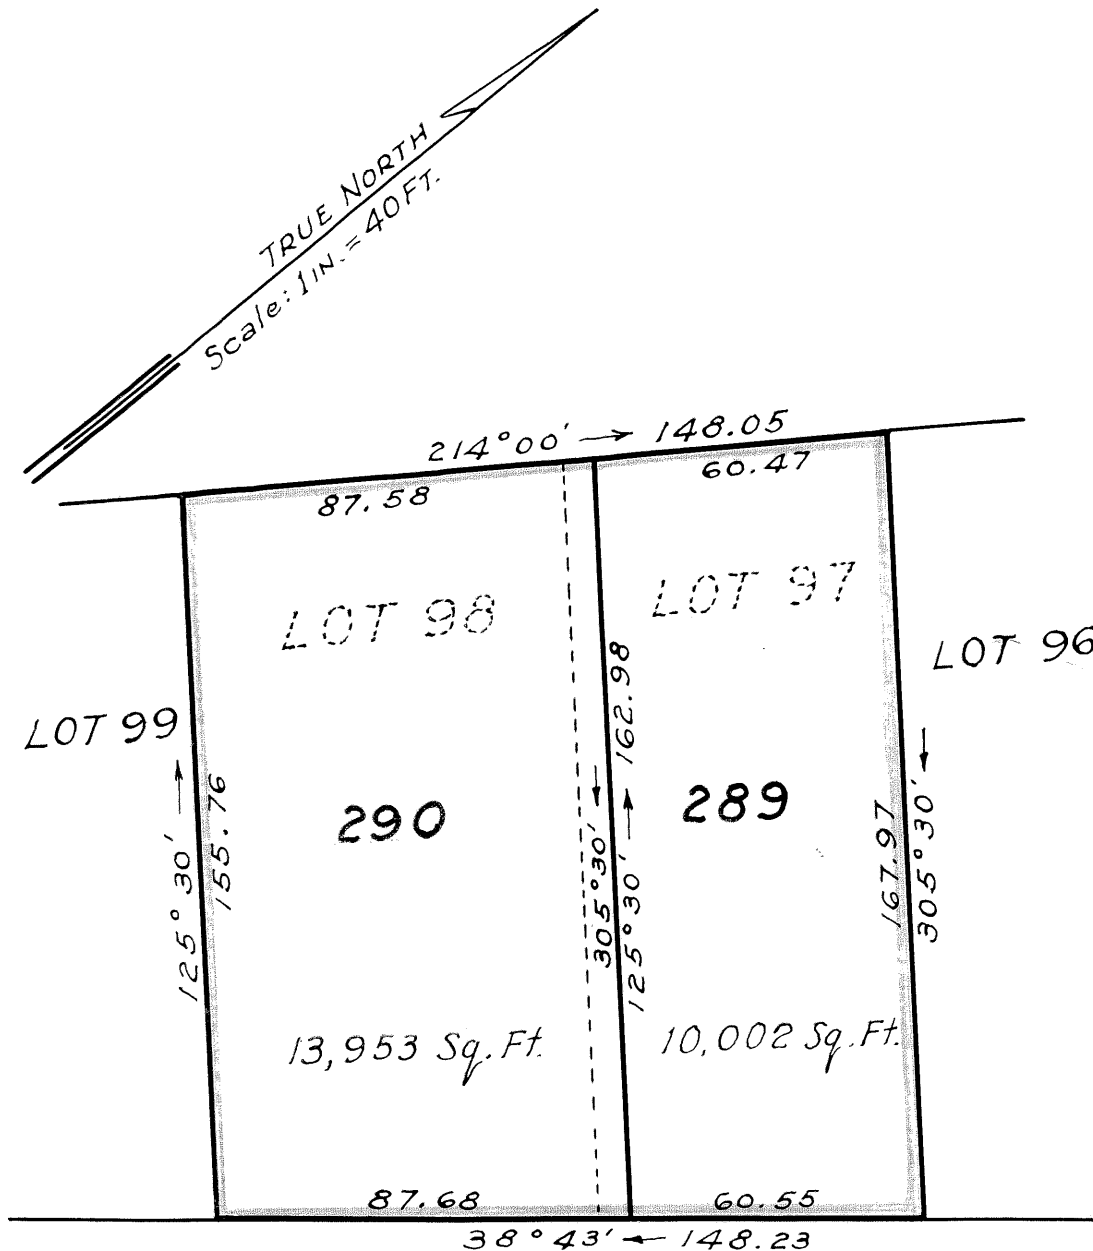 TRUE NORTH
Scale: 1 IN. = 40 FT.
214°00' → 148.05
87.58
60.47
LOT 98
LOT 97
LOT 99
LOT 96
125°30' →
155.76
290
305°30' →
125°30' → 162.98
289
167.97
305°30' →
13,953 Sq. Ft.
10,002 Sq. Ft.
87.68
60.55
38°43' ← 148.23